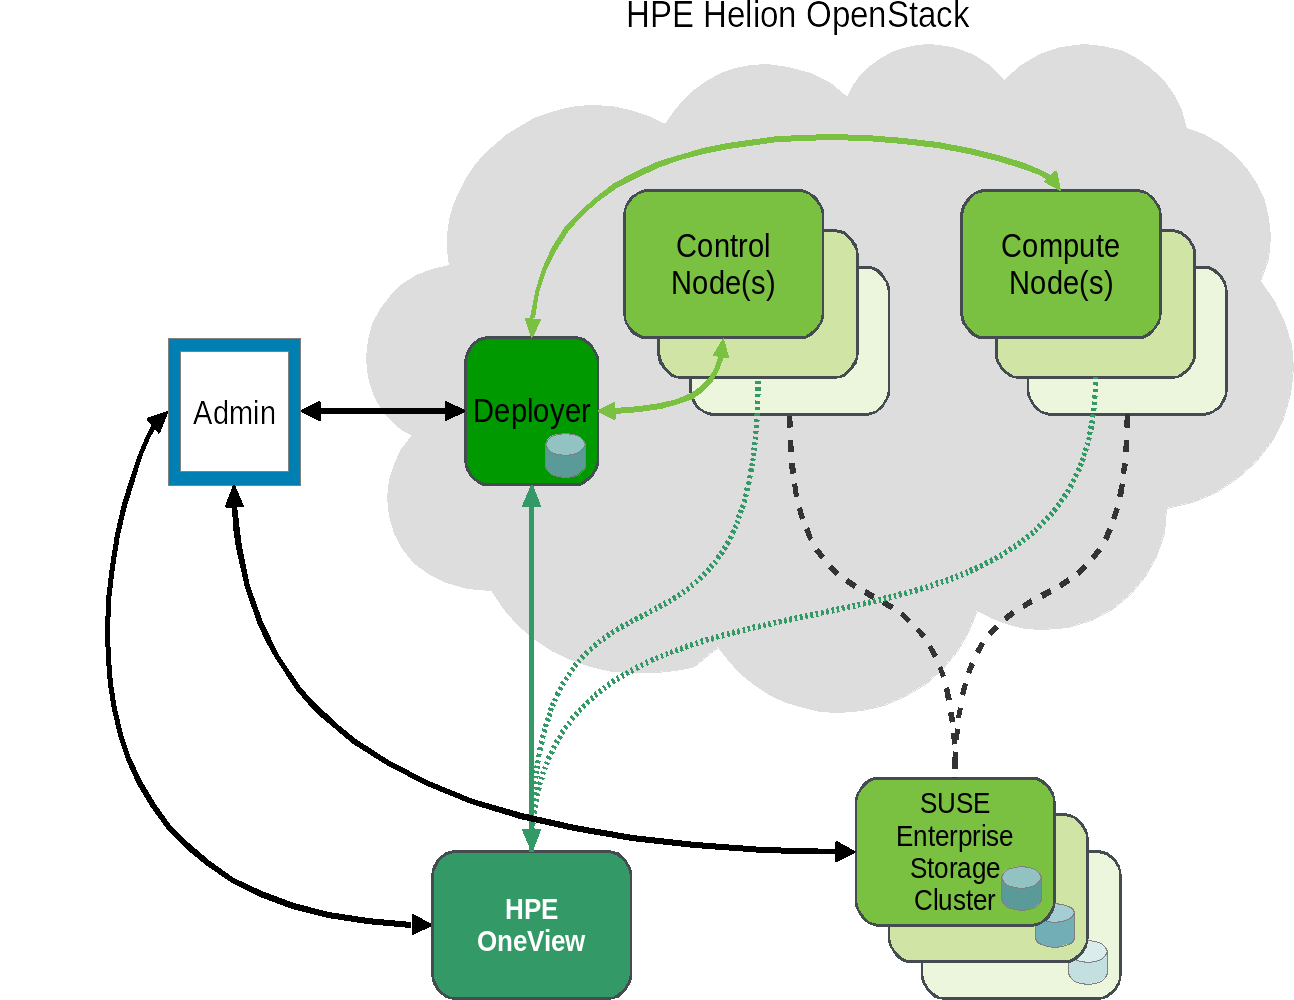 HPE Helion OpenStack
Control
Node(s)
Compute
Node(s)
Admin
Deployer
SUSE
Enterprise
Storage
Cluster
HPE
OneView